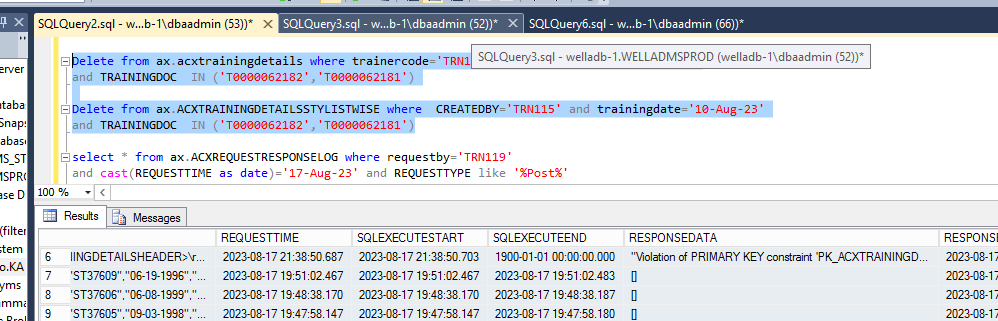 SQLQuery2.sql - w...b-1\dbaadmin (53))* SQLQuery3.sql - w...b-1\dbaadmin (52))* SQLQuery6.sql - w...b-1\dbaadmin (66))*
Delete from ax.acxtrainingdetails where trainercode='TRN1
SQLQuery3.sql - welladb-1.WELLADMSPROD (welladb-1\dbaadmin (52))*
and TRAININGDOC IN ('T0000062182','T0000062181')
Delete from ax.ACXTRAININGDETAILSSTYLISTWISE where CREATEDBY='TRN115' and trainingdate='10-Aug-23'
and TRAININGDOC IN ('T0000062182','T0000062181')
select * from ax.ACXREQUESTRESPONSELOG where requestby='TRN119'
and cast(REQUESTTIME as date)='17-Aug-23' and REQUESTTYPE like '%Post%'
100 %
Results Messages
REQUESTTIME SQLEXECUTESTART SQLEXECUTEEND RESPONSEDATA RESPONS
6 IINGDETAILSHEADER>\r... 2023-08-17 21:38:50.687 2023-08-17 21:38:50.703 1900-01-01 00:00:00.000 "Violation of PRIMARY KEY constraint 'PK_ACXTRAININGD... 2023-08-17
7 'ST37609","06-19-1996","... 2023-08-17 19:51:02.467 2023-08-17 19:51:02.467 2023-08-17 19:51:02.483 [] 2023-08-17
8 'ST37606","06-08-1999","... 2023-08-17 19:48:38.170 2023-08-17 19:48:38.170 2023-08-17 19:48:38.187 [] 2023-08-17
9 'ST37605","09-03-1998","... 2023-08-17 19:47:58.147 2023-08-17 19:47:58.147 2023-08-17 19:47:58.180 [] 2023-08-17
erver
atabas
Snaps
tabase
MS_ST
MSPRO
ase D
(filter
stem
o.KA
yms
amma